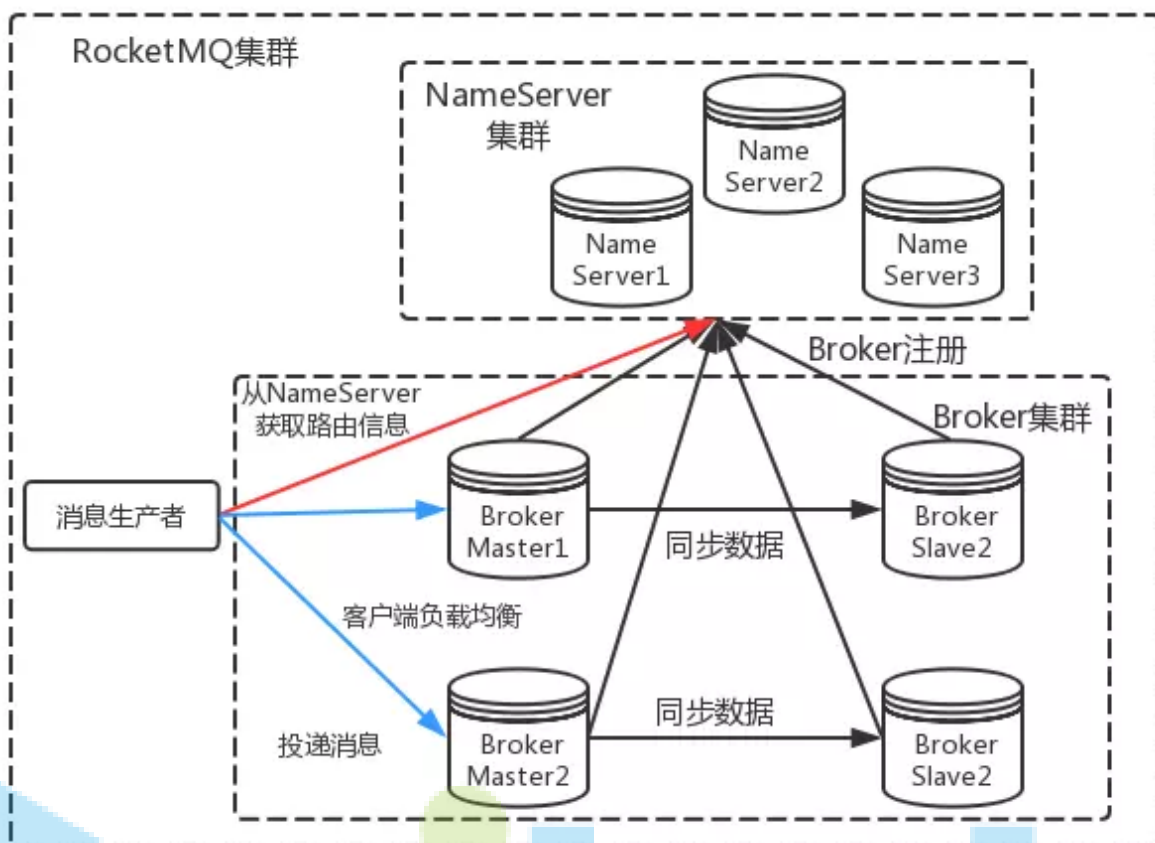 RocketMQ集群
NameServer
集群
Name
Server2
Name
Server1
Name
Server3
Broker注册
从NameServer
获取路由信息
Broker集群
消息生产者
Broker
Master1
同步数据
Broker
Slave2
客户端负载均衡
投递消息
Broker
Master2
同步数据
Broker
Slave2